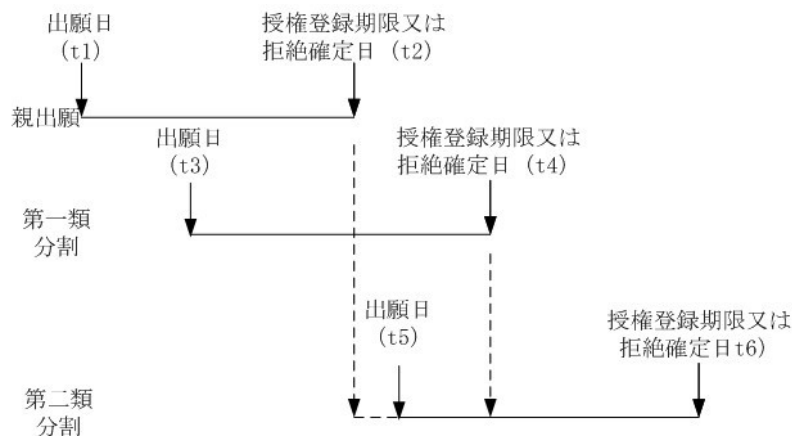 出願日
(t1)
授権登録期限又は
拒絶確定日 (t2)
親出願
出願日
(t3)
授権登録期限又は
拒絶確定日 (t4)
第一類
分割
出願日
(t5)
授権登録期限又は
拒絶確定日t6)
第二類
分割